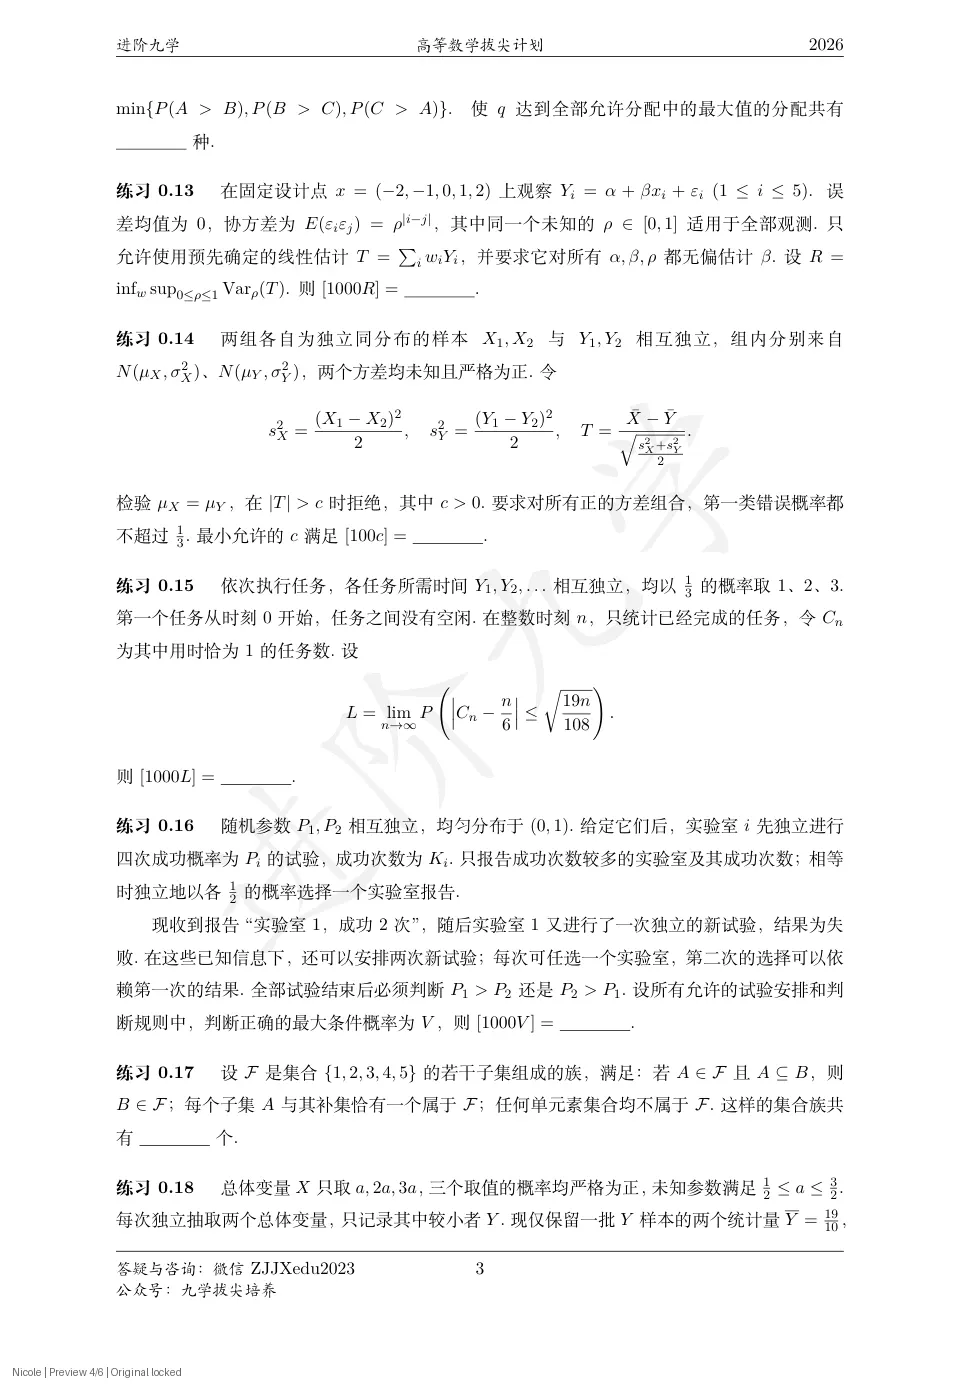 进阶九学 高等数学拔尖计划 2026
min{P(A > B), P(B > C), P(C > A)}. 使 q 达到全部允许分配中的最大值的分配共有
________ 种.
练习 0.13 在固定设计点 x = (−2, −1, 0, 1, 2) 上观察 Y_i = α + βx_i + ε_i (1 ≤ i ≤ 5). 误
差均值为 0，协方差为 E(ε_iε_j) = ρ^{|i−j|}，其中同一个未知的 ρ ∈ [0, 1] 适用于全部观测. 只
允许使用预先确定的线性估计 T = ∑_i w_iY_i，并要求它对所有 α, β, ρ 都无偏估计 β. 设 R =
inf_w sup_{0≤ρ≤1} Var_ρ(T). 则 [1000R] = ________.
练习 0.14 两组各自为独立同分布的样本 X_1, X_2 与 Y_1, Y_2 相互独立，组内分别来自
N(μ_X, σ_X^2)、N(μ_Y, σ_Y^2)，两个方差均未知且严格为正. 令
s_X^2 = (X_1 − X_2)^2/2, s_Y^2 = (Y_1 − Y_2)^2/2, T = (X̄ − Ȳ)/√((s_X^2+s_Y^2)/2).
检验 μ_X = μ_Y，在 |T| > c 时拒绝，其中 c > 0. 要求对所有正的方差组合，第一类错误概率都
不超过 1/3. 最小允许的 c 满足 [100c] = ________.
练习 0.15 依次执行任务，各任务所需时间 Y_1, Y_2, . . . 相互独立，均以 1/3 的概率取 1、2、3.
第一个任务从时刻 0 开始，任务之间没有空闲. 在整数时刻 n，只统计已经完成的任务，令 C_n
为其中用时恰为 1 的任务数. 设
L = lim_{n→∞} P(|C_n − n/6| ≤ √(19n/108)).
则 [1000L] = ________.
练习 0.16 随机参数 P_1, P_2 相互独立，均匀分布于 (0, 1). 给定它们后，实验室 i 先独立进行
四次成功概率为 P_i 的试验，成功次数为 K_i. 只报告成功次数较多的实验室及其成功次数；相等
时独立地以各 1/2 的概率选择一个实验室报告.
现收到报告 “实验室 1，成功 2 次”，随后实验室 1 又进行了一次独立的新试验，结果为失
败. 在这些已知信息下，还可以安排两次新试验；每次可任选一个实验室，第二次的选择可以依
赖第一次的结果. 全部试验结束后必须判断 P_1 > P_2 还是 P_2 > P_1. 设所有允许的试验安排和判
断规则中，判断正确的最大条件概率为 V，则 [1000V] = ________.
练习 0.17 设 F 是集合 {1, 2, 3, 4, 5} 的若干子集组成的族，满足：若 A ∈ F 且 A ⊆ B，则
B ∈ F；每个子集 A 与其补集恰有一个属于 F；任何单元素集合均不属于 F. 这样的集合族共
有 ________ 个.
练习 0.18 总体变量 X 只取 a, 2a, 3a, 三个取值的概率均严格为正, 未知参数满足 1/2 ≤ a ≤ 3/2.
每次独立抽取两个总体变量，只记录其中较小者 Y. 现仅保留一批 Y 样本的两个统计量 Y̅ = 19/10，
答疑与咨询：微信 ZJJXedu2023 3
公众号：九学拔尖培养
进阶九学
Nicole | Preview 4/6 | Original locked